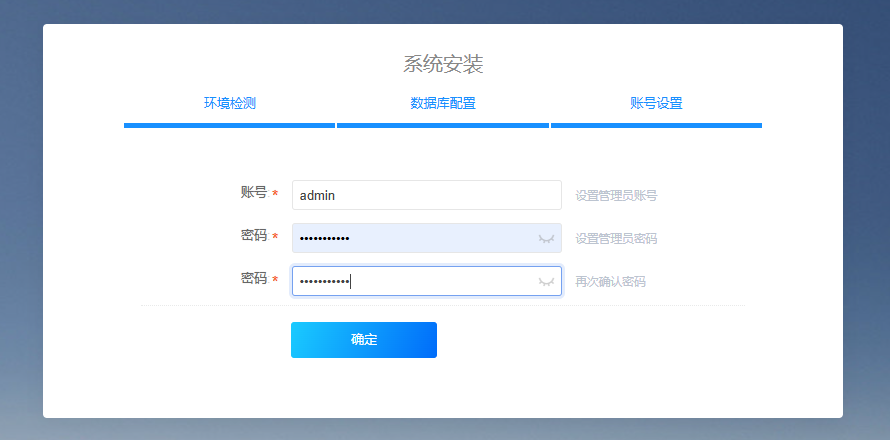 系统安装
环境检测 数据库配置 账号设置
账号 * admin 设置管理员账号
密码 * ••••••••••• 设置管理员密码
密码 * ••••••••••• 再次确认密码
确定